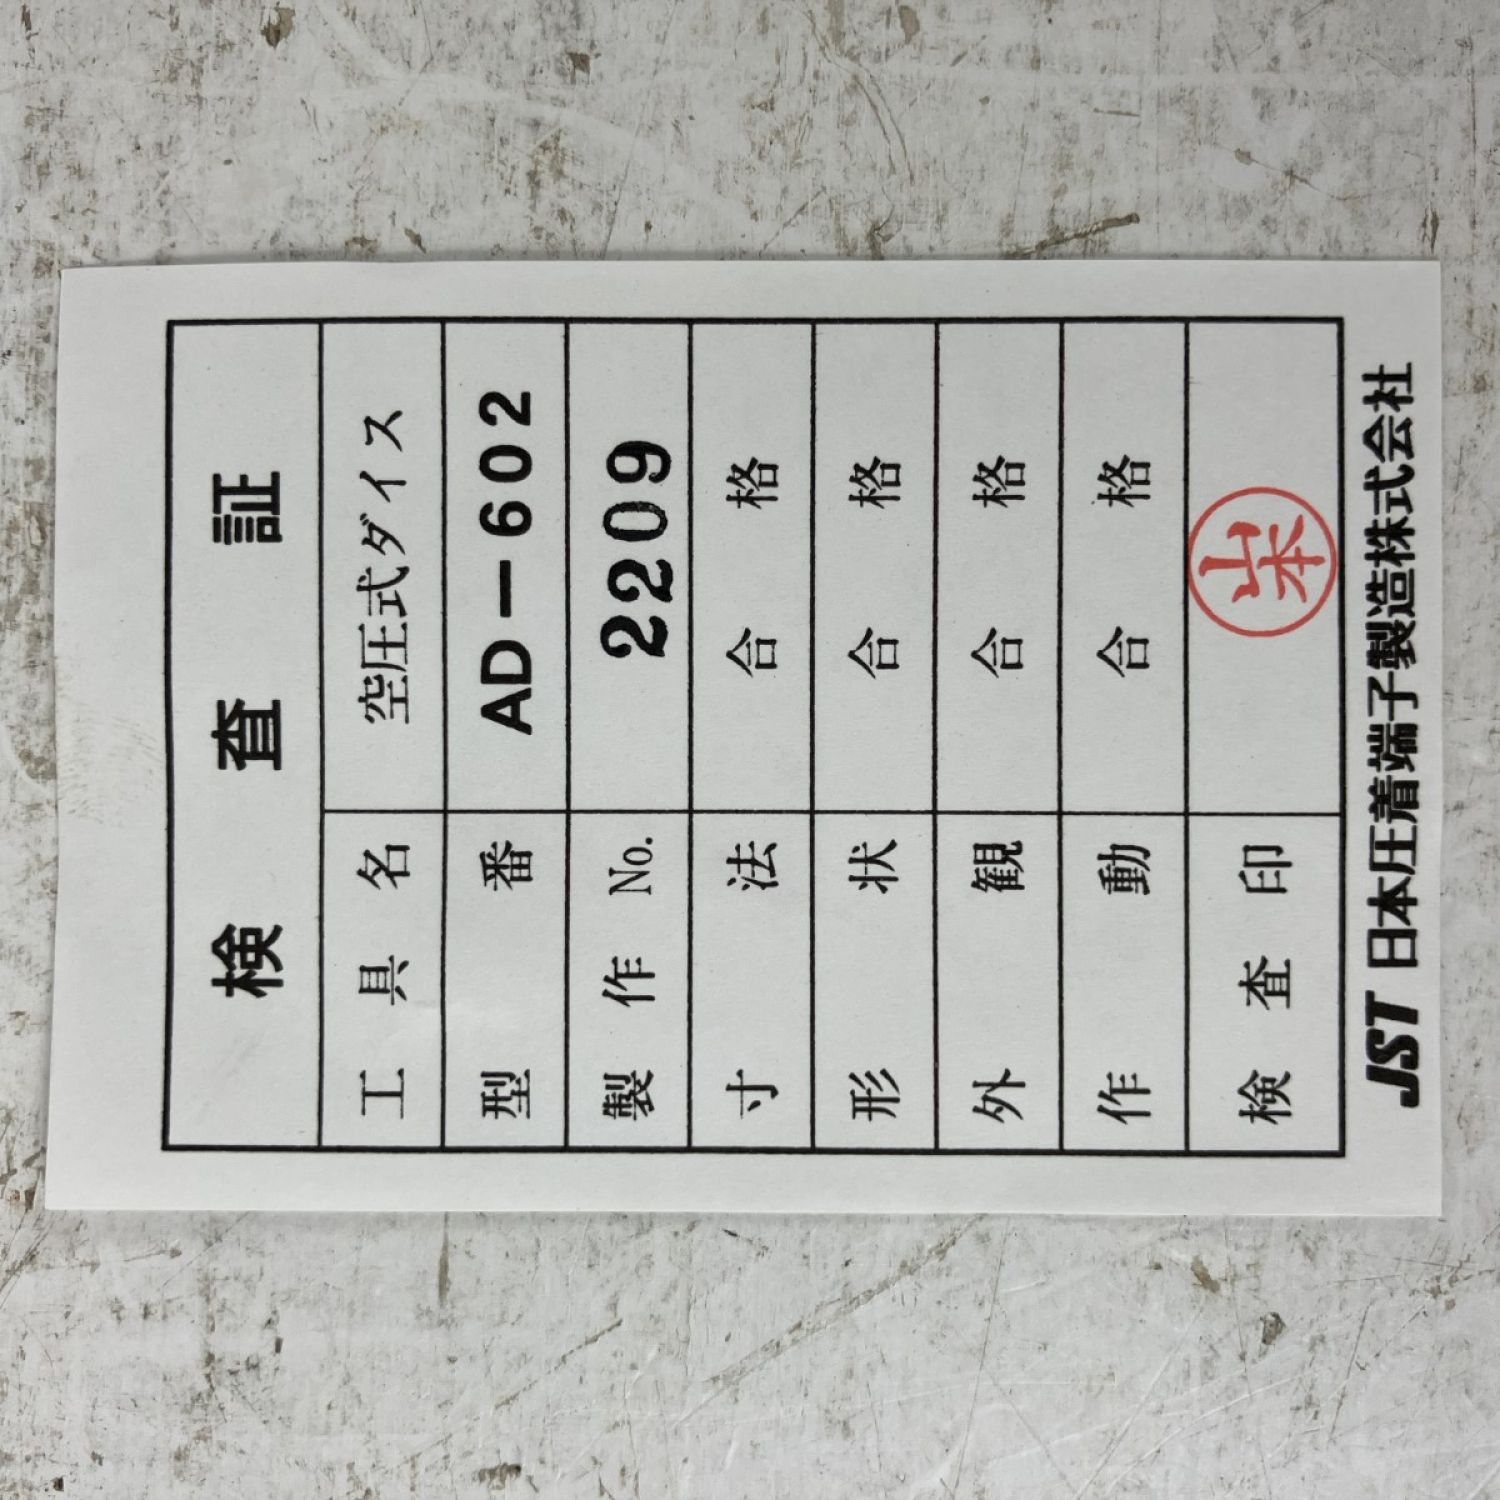 検査証
工具名 空圧式ダイス
型番 AD-602
製作No. 2209
寸法 合格
形状 合格
外観 合格
作動 合格
検査印 山本
JST 日本圧着端子製造株式会社